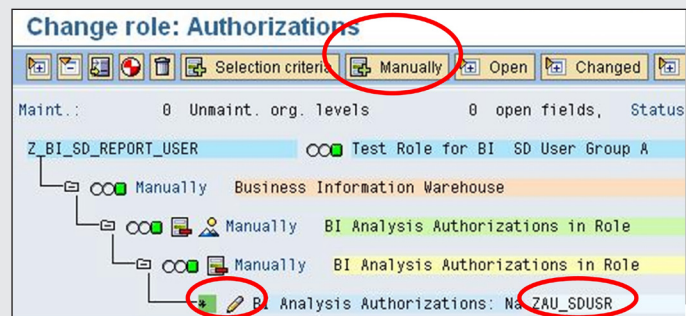 Change role: Authorizations
Selection criteria Manually Open Changed
Maint.: 0 Unmaint. org. levels 0 open fields, Status
Z_BI_SD_REPORT_USER Test Role for BI SD User Group A
Manually Business Information Warehouse
Manually BI Analysis Authorizations in Role
Manually BI Analysis Authorizations in Role
* BI Analysis Authorizations: Na ZAU_SDUSR